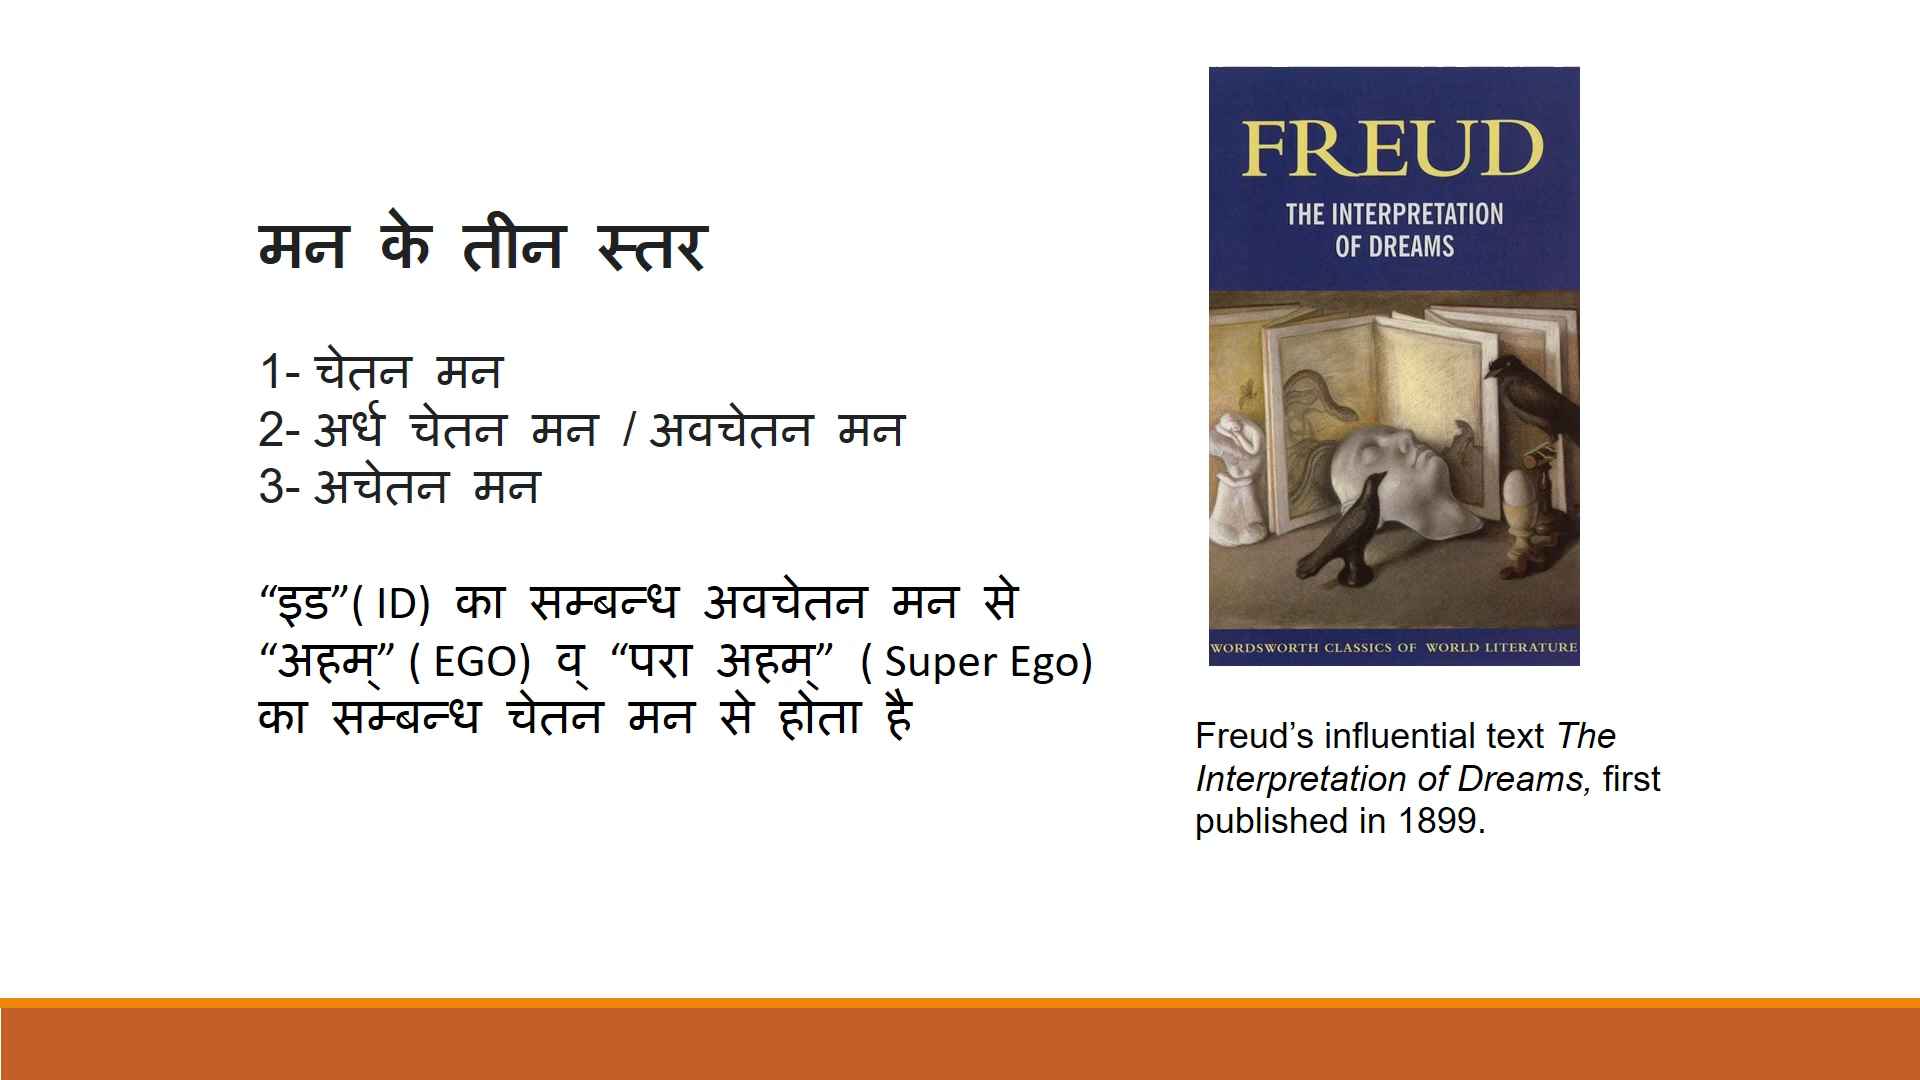 मन के तीन स्तर
1- चेतन मन
2- अर्ध चेतन मन / अवचेतन मन
3- अचेतन मन
“इड”( ID) का सम्बन्ध अवचेतन मन से
“अहम्” ( EGO) व् “परा अहम्” ( Super Ego)
का सम्बन्ध चेतन मन से होता है
FREUD
THE INTERPRETATION
OF DREAMS
WORDSWORTH CLASSICS OF WORLD LITERATURE
Freud’s influential text The
Interpretation of Dreams, first
published in 1899.